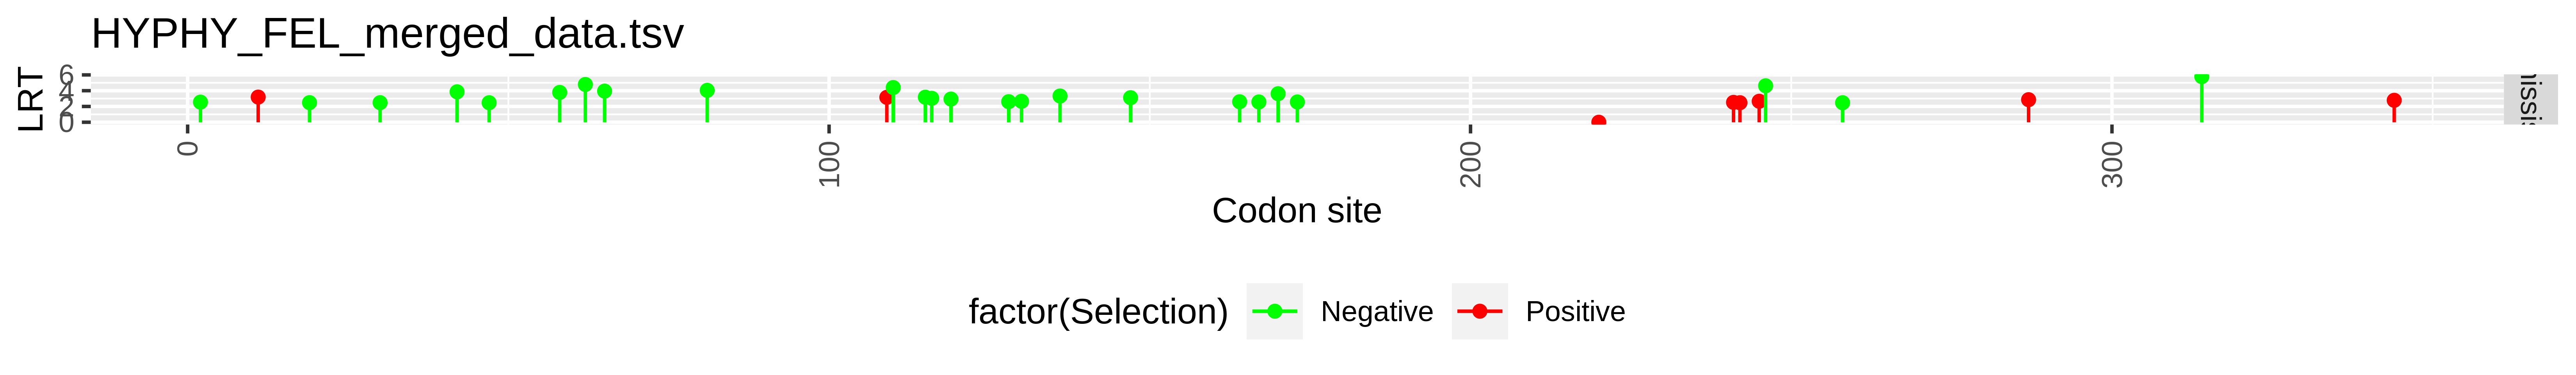 HYPHY_FEL_merged_data.tsv
LRT
6
4
2
0
0
100
200
300
Codon site
factor(Selection)
Negative
Positive